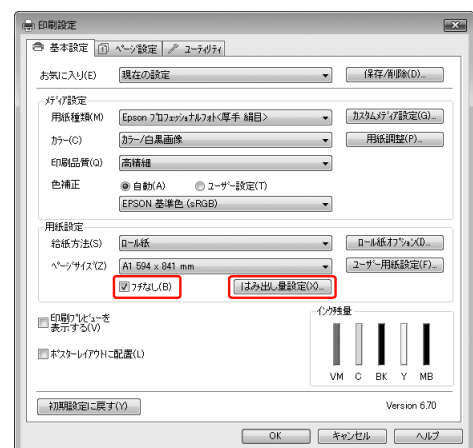 印刷設定
基本設定 ページ設定 ユーティリティ
お気に入り(E) 現在の設定 保存/削除(D)...
メディア設定
用紙種類(M) Epson プロフェッショナルフォト<厚手 絹目> カスタムメディア設定(G)...
カラー(C) カラー/白黒画像 用紙調整(P)...
印刷品質(Q) 高精細
色補正 自動(A) ユーザー設定(T)
EPSON 基準色 (sRGB)
用紙設定
給紙方法(S) ロール紙 ロール紙オプション(I)...
ページサイズ(Z) A1 594 x 841 mm ユーザー用紙設定(F)...
フチなし(B) はみ出し量設定(X)...
印刷プレビューを
表示する(V)
インク残量
ポスターレイアウトに配置(L)
VM C BK Y MB
初期設定に戻す(Y) Version 6.70
OK キャンセル ヘルプ